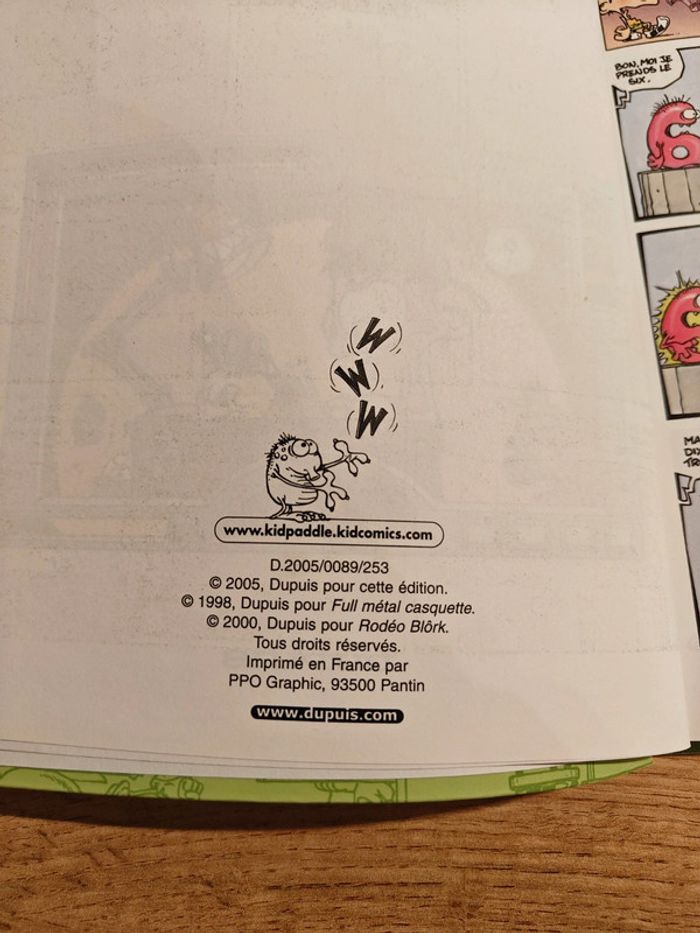 BON, MOI JE
PRENDS LE
SIX.
W
W
W
www.kidpaddle.kidcomics.com
D.2005/0089/253
© 2005, Dupuis pour cette édition.
© 1998, Dupuis pour Full métal casquette.
© 2000, Dupuis pour Rodéo Blôrk.
Tous droits réservés.
Imprimé en France par
PPO Graphic, 93500 Pantin
www.dupuis.com